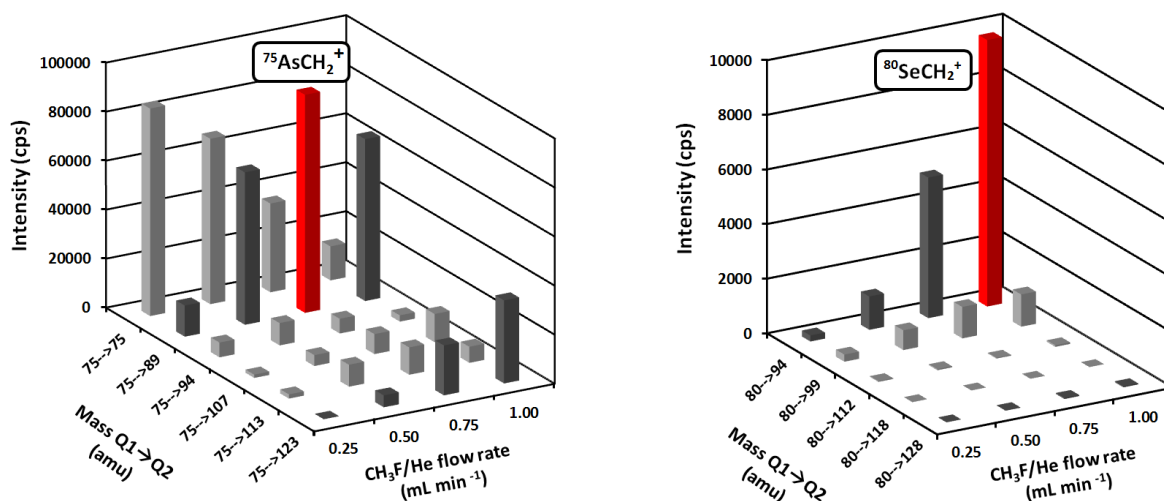 ⁷⁵AsCH₂⁺
100000
80000
60000
40000
20000
0
Intensity (cps)
75-->75
75-->89
75-->94
75-->107
75-->113
75-->123
Mass Q1→Q2
(amu)
0.25
0.50
0.75
1.00
CH₃F/He flow rate
(mL min ⁻¹)
⁸⁰SeCH₂⁺
10000
8000
6000
4000
2000
0
Intensity (cps)
80-->94
80-->99
80-->112
80-->118
80-->128
Mass Q1→Q2
(amu)
0.25
0.50
0.75
1.00
CH₃F/He flow rate
(mL min ⁻¹)